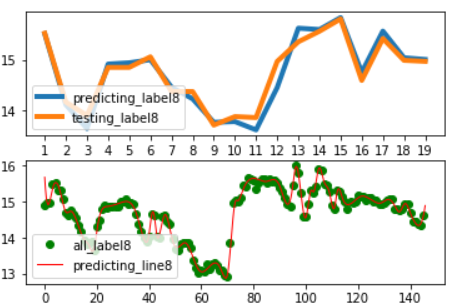 15
14
predicting_label8
testing_label8
1 2 3 4 5 6 7 8 9 10 11 12 13 14 15 16 17 18 19
16
15
14
13
all_label8
predicting_line8
0 20 40 60 80 100 120 140